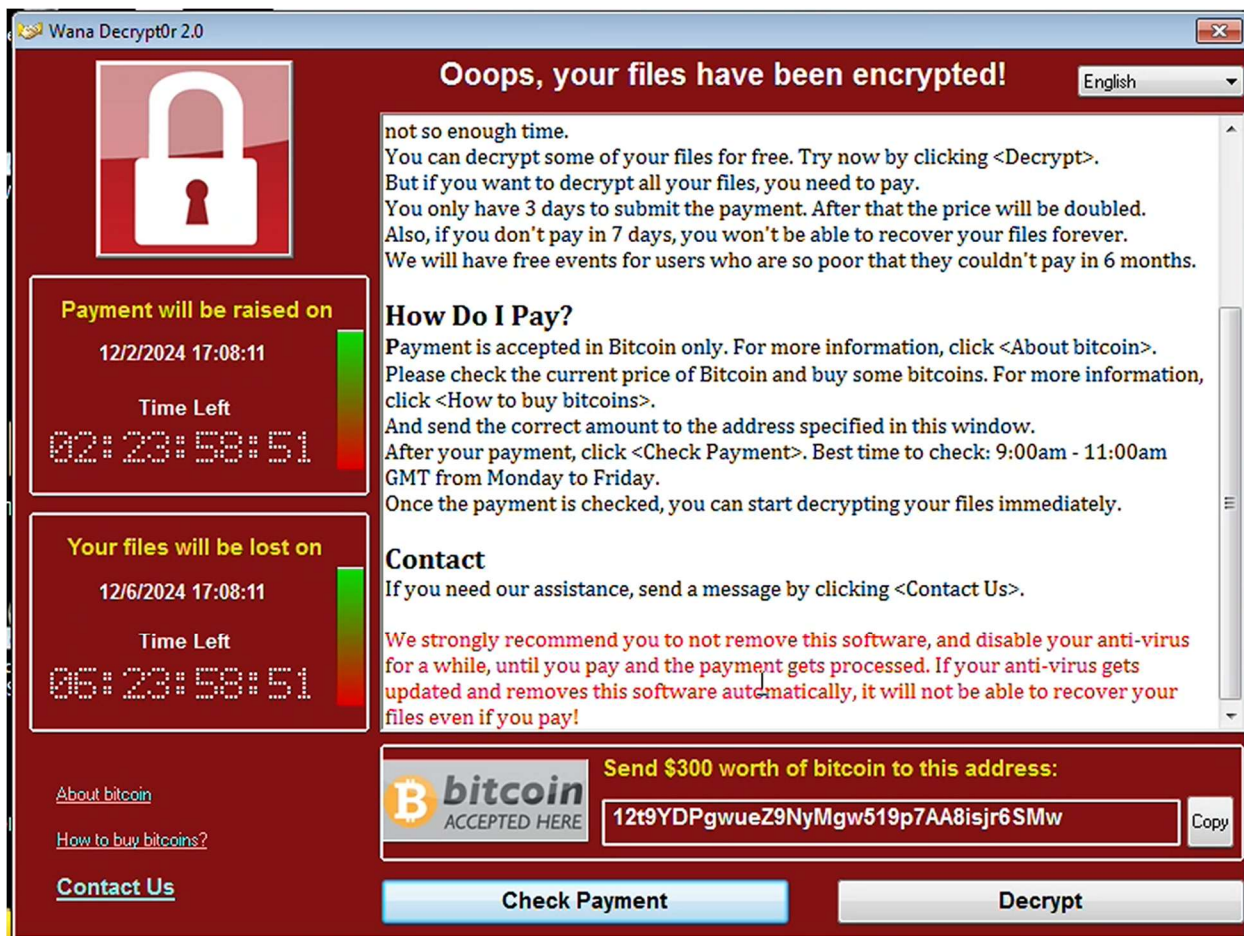 Wana Decrypt0r 2.0
Ooops, your files have been encrypted!
English
not so enough time.
You can decrypt some of your files for free. Try now by clicking <Decrypt>.
But if you want to decrypt all your files, you need to pay.
You only have 3 days to submit the payment. After that the price will be doubled.
Also, if you don't pay in 7 days, you won't be able to recover your files forever.
We will have free events for users who are so poor that they couldn't pay in 6 months.
How Do I Pay?
Payment is accepted in Bitcoin only. For more information, click <About bitcoin>.
Please check the current price of Bitcoin and buy some bitcoins. For more information,
click <How to buy bitcoins>.
And send the correct amount to the address specified in this window.
After your payment, click <Check Payment>. Best time to check: 9:00am - 11:00am
GMT from Monday to Friday.
Once the payment is checked, you can start decrypting your files immediately.
Contact
If you need our assistance, send a message by clicking <Contact Us>.
We strongly recommend you to not remove this software, and disable your anti-virus
for a while, until you pay and the payment gets processed. If your anti-virus gets
updated and removes this software automatically, it will not be able to recover your
files even if you pay!
Payment will be raised on
12/2/2024 17:08:11
Time Left
02:23:58:51
Your files will be lost on
12/6/2024 17:08:11
Time Left
06:23:58:51
About bitcoin
How to buy bitcoins?
Contact Us
bitcoin
ACCEPTED HERE
Send $300 worth of bitcoin to this address:
12t9YDPgwueZ9NyMgw519p7AA8isjr6SMw
Copy
Check Payment
Decrypt